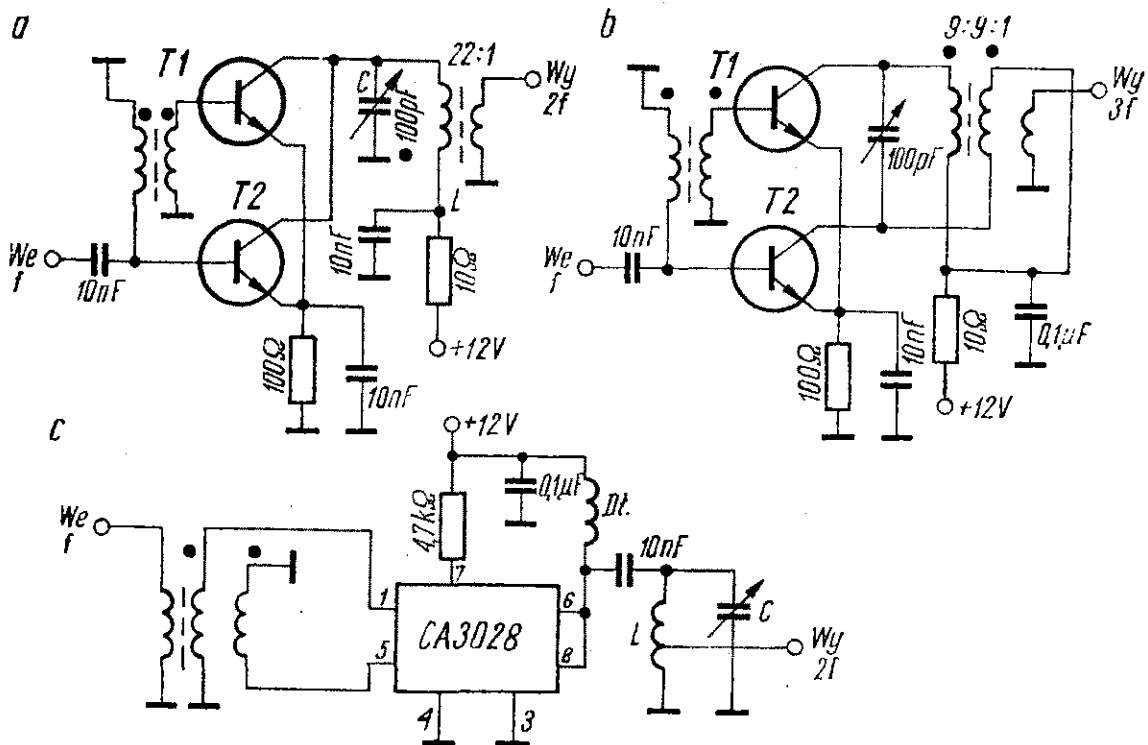 a
T1
22:1
Wy
2f
C
100pF
T2
L
We
f
10nF
10nF
10Ω
+12V
100Ω
10nF
b
9:9:1
T1
Wy
3f
100pF
T2
10nF
We
f
10nF
10Ω
0,1μF
100Ω
+12V
c
+12V
We
f
0,1μF
4,7kΩ
Dł.
10nF
7
1
6
CA3028
5
8
L
C
Wy
2f
4
3